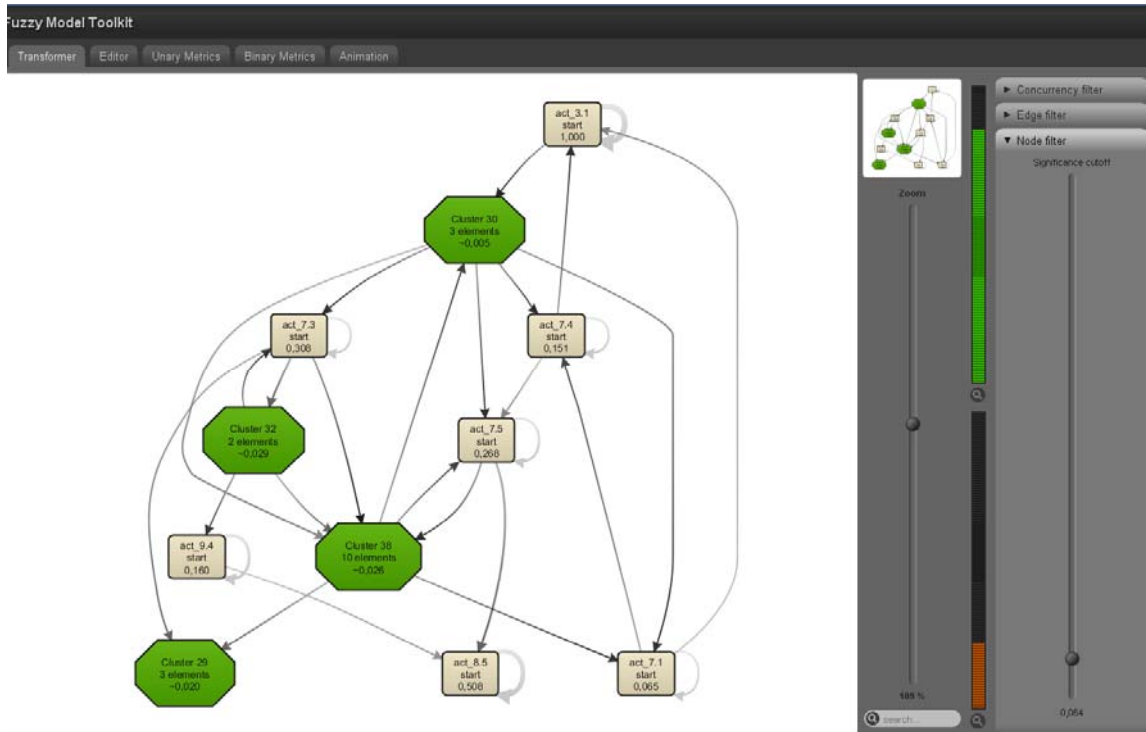 Fuzzy Model Toolkit
Transformer
Editor
Unary Metrics
Binary Metrics
Animation
act_3.1
start
1,000
Cluster 30
3 elements
~0,005
act_7.3
start
0,308
act_7.4
start
0,151
Cluster 32
2 elements
~0,029
act_7.5
start
0,268
act_9.4
start
0,160
Cluster 38
10 elements
~0,026
Cluster 29
3 elements
~0,020
act_8.5
start
0,508
act_7.1
start
0,065
Zoom
search...
Concurrency filter
Edge filter
Node filter
Significance cutoff
0,064